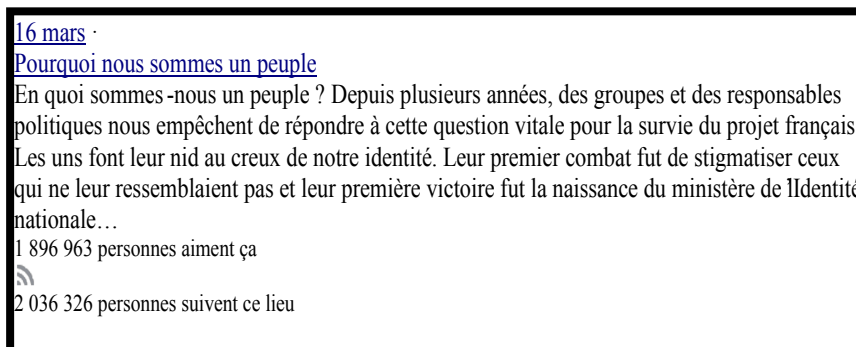 16 mars ·
Pourquoi nous sommes un peuple
En quoi sommes-nous un peuple ? Depuis plusieurs années, des groupes et des responsables
politiques nous empêchent de répondre à cette question vitale pour la survie du projet français
Les uns font leur nid au creux de notre identité. Leur premier combat fut de stigmatiser ceux
qui ne leur ressemblaient pas et leur première victoire fut la naissance du ministère de l'Identité
nationale…
1 896 963 personnes aiment ça
2 036 326 personnes suivent ce lieu